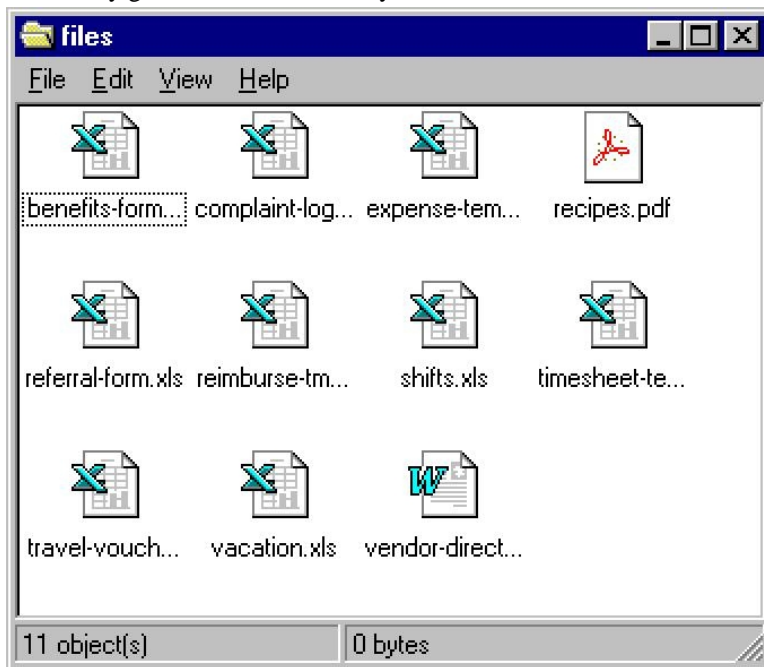 files
File Edit View Help
benefits-form... complaint-log... expense-tem... recipes.pdf
referral-form.xls reimburse-tm... shifts.xls timesheet-te...
travel-vouch... vacation.xls vendor-direct...
11 object(s) 0 bytes